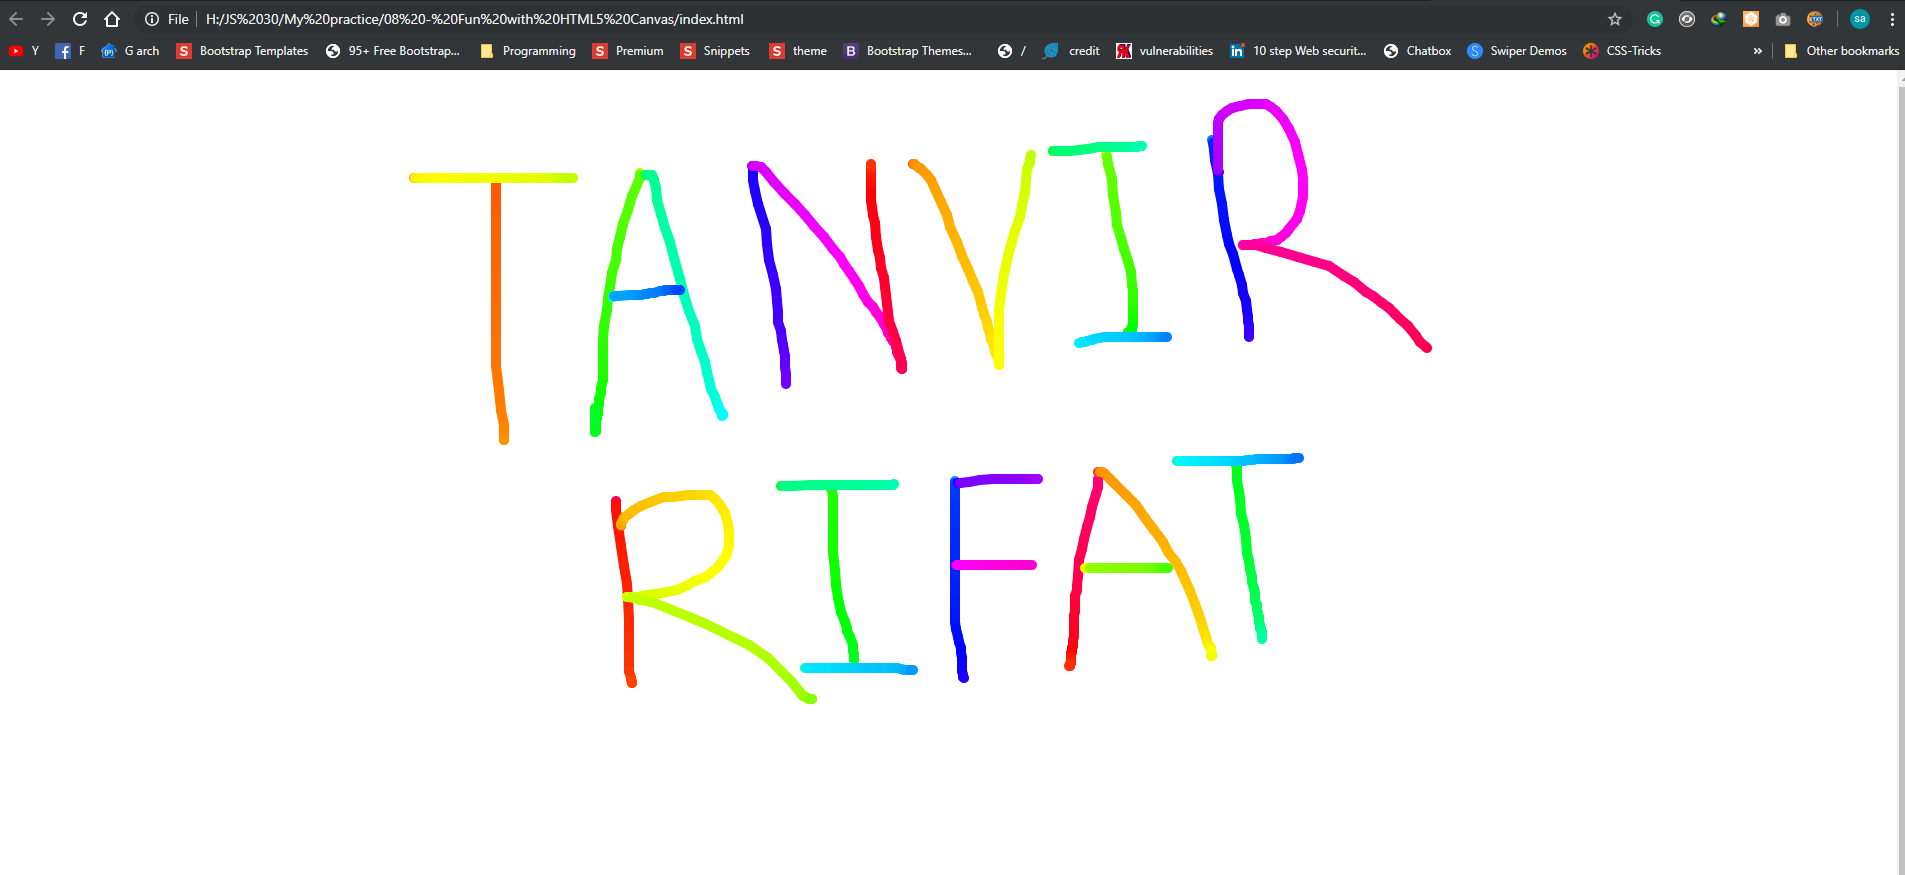 File H:/JS%2030/My%20practice/08%20-%20Fun%20with%20HTML5%20Canvas/index.html sa
Y F G arch Bootstrap Templates 95+ Free Bootstrap... Programming Premium Snippets theme Bootstrap Themes... / credit vulnerabilities 10 step Web securit... Chatbox Swiper Demos CSS-Tricks » Other bookmarks
TANVIR
RIFAT